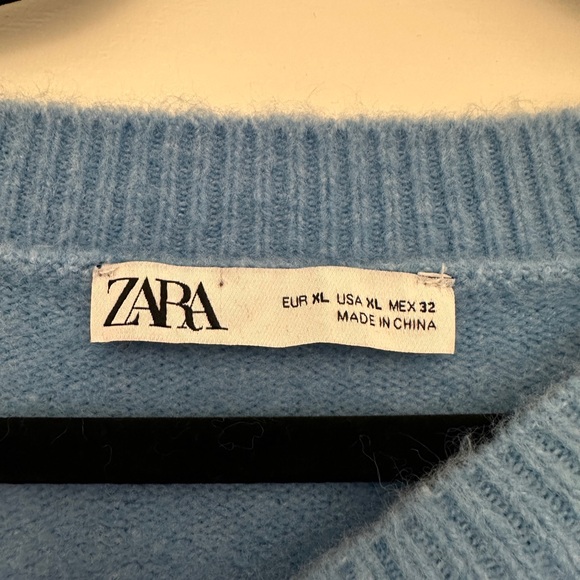 ZARA
EUR XL USA XL MEX 32
MADE IN CHINA